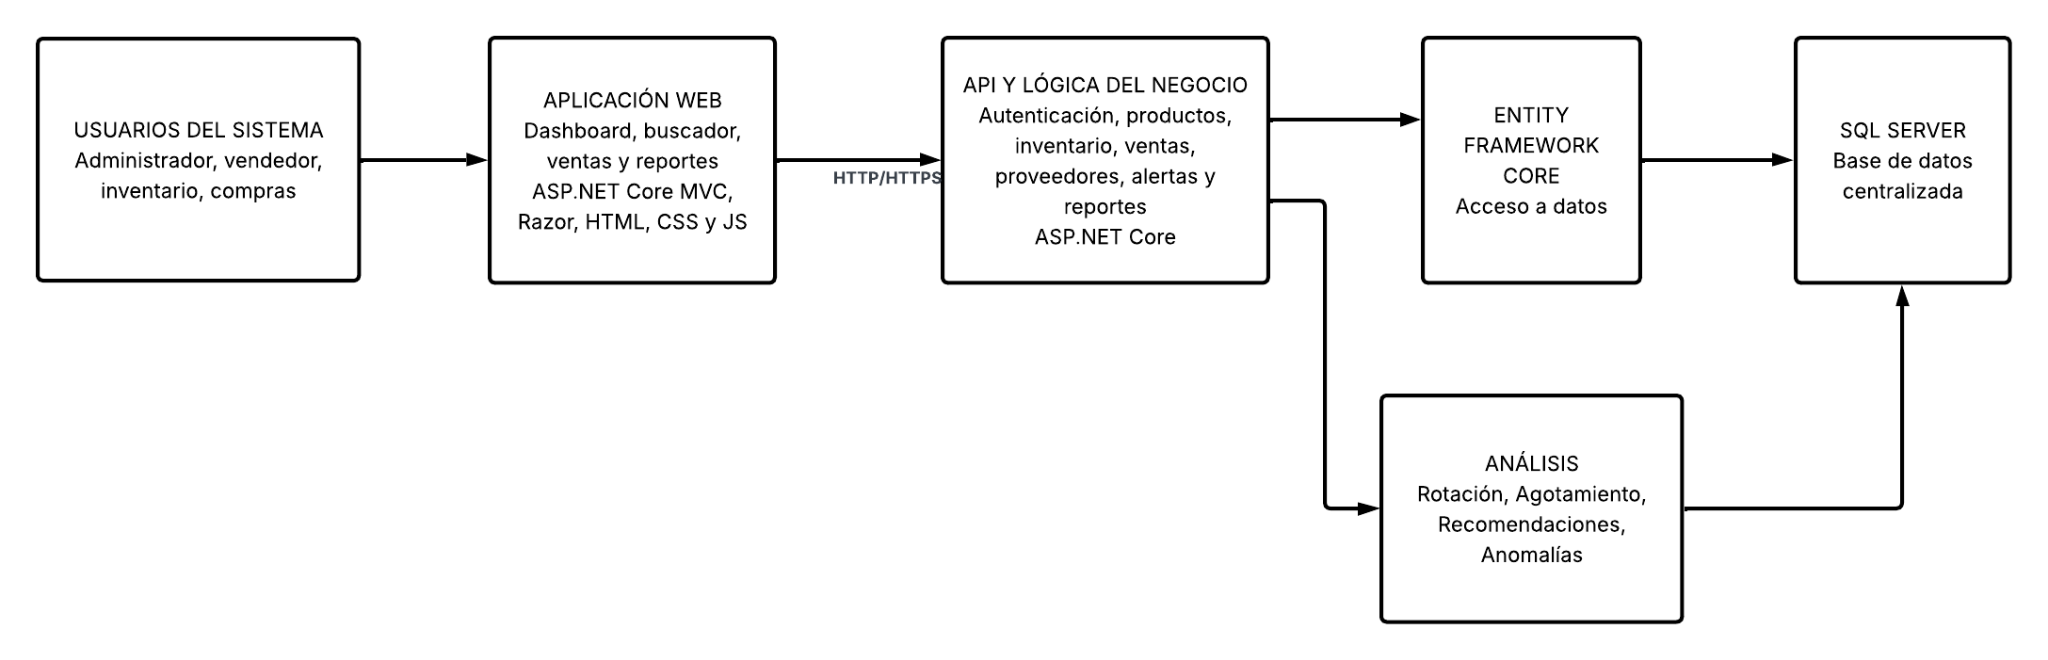 USUARIOS DEL SISTEMA
Administrador, vendedor,
inventario, compras
APLICACIÓN WEB
Dashboard, buscador,
ventas y reportes
ASP.NET Core MVC,
Razor, HTML, CSS y JS
HTTP/HTTPS
API Y LÓGICA DEL NEGOCIO
Autenticación, productos,
inventario, ventas,
proveedores, alertas y
reportes
ASP.NET Core
ENTITY
FRAMEWORK
CORE
Acceso a datos
SQL SERVER
Base de datos
centralizada
ANÁLISIS
Rotación, Agotamiento,
Recomendaciones,
Anomalías